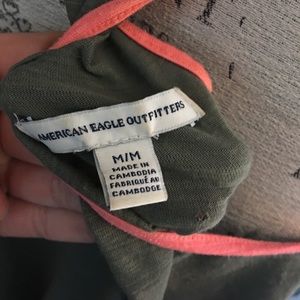 AMERICAN EAGLE OUTFITTERS
M/M
MADE IN
CAMBODIA
FABRIQUÉ AU
CAMBODGE